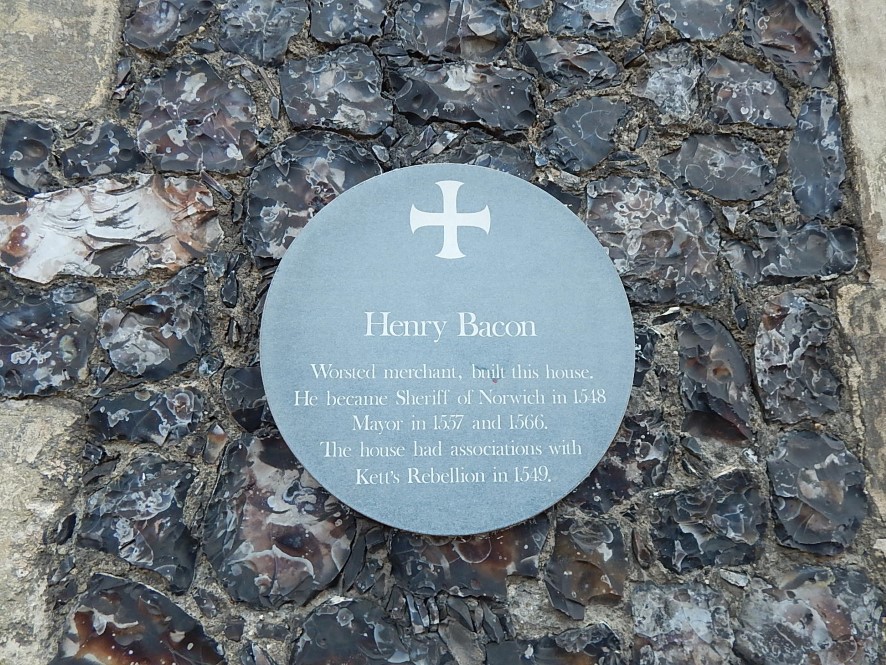 Henry Bacon
Worsted merchant, built this house.
He became Sheriff of Norwich in 1548
Mayor in 1557 and 1566.
The house had associations with
Kett's Rebellion in 1549.